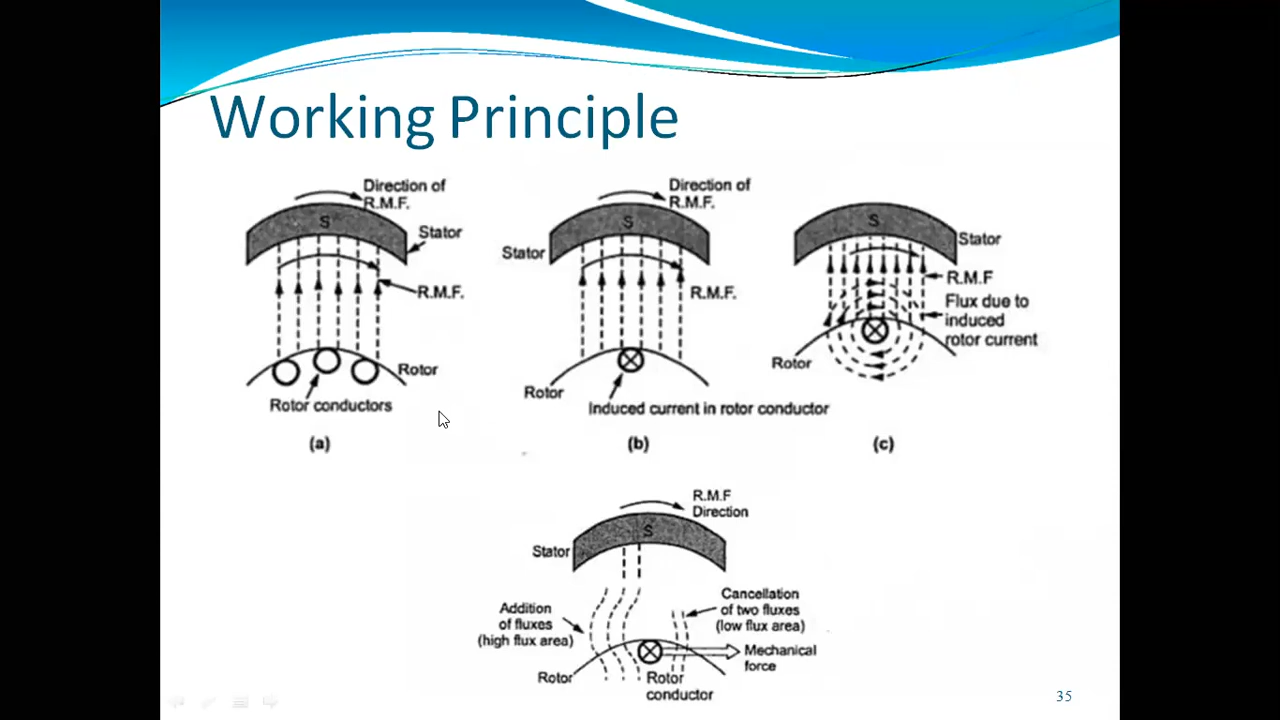 Working Principle
Direction of
R.M.F.
S
Stator
R.M.F.
Rotor
Rotor conductors
(a)
Direction of
R.M.F.
S
Stator
R.M.F.
Rotor
Induced current in rotor conductor
(b)
S
Stator
R.M.F
Flux due to
induced
rotor current
Rotor
(c)
R.M.F
Direction
S
Stator
Addition
of fluxes
(high flux area)
Cancellation
of two fluxes
(low flux area)
Mechanical
force
Rotor
Rotor
conductor
35